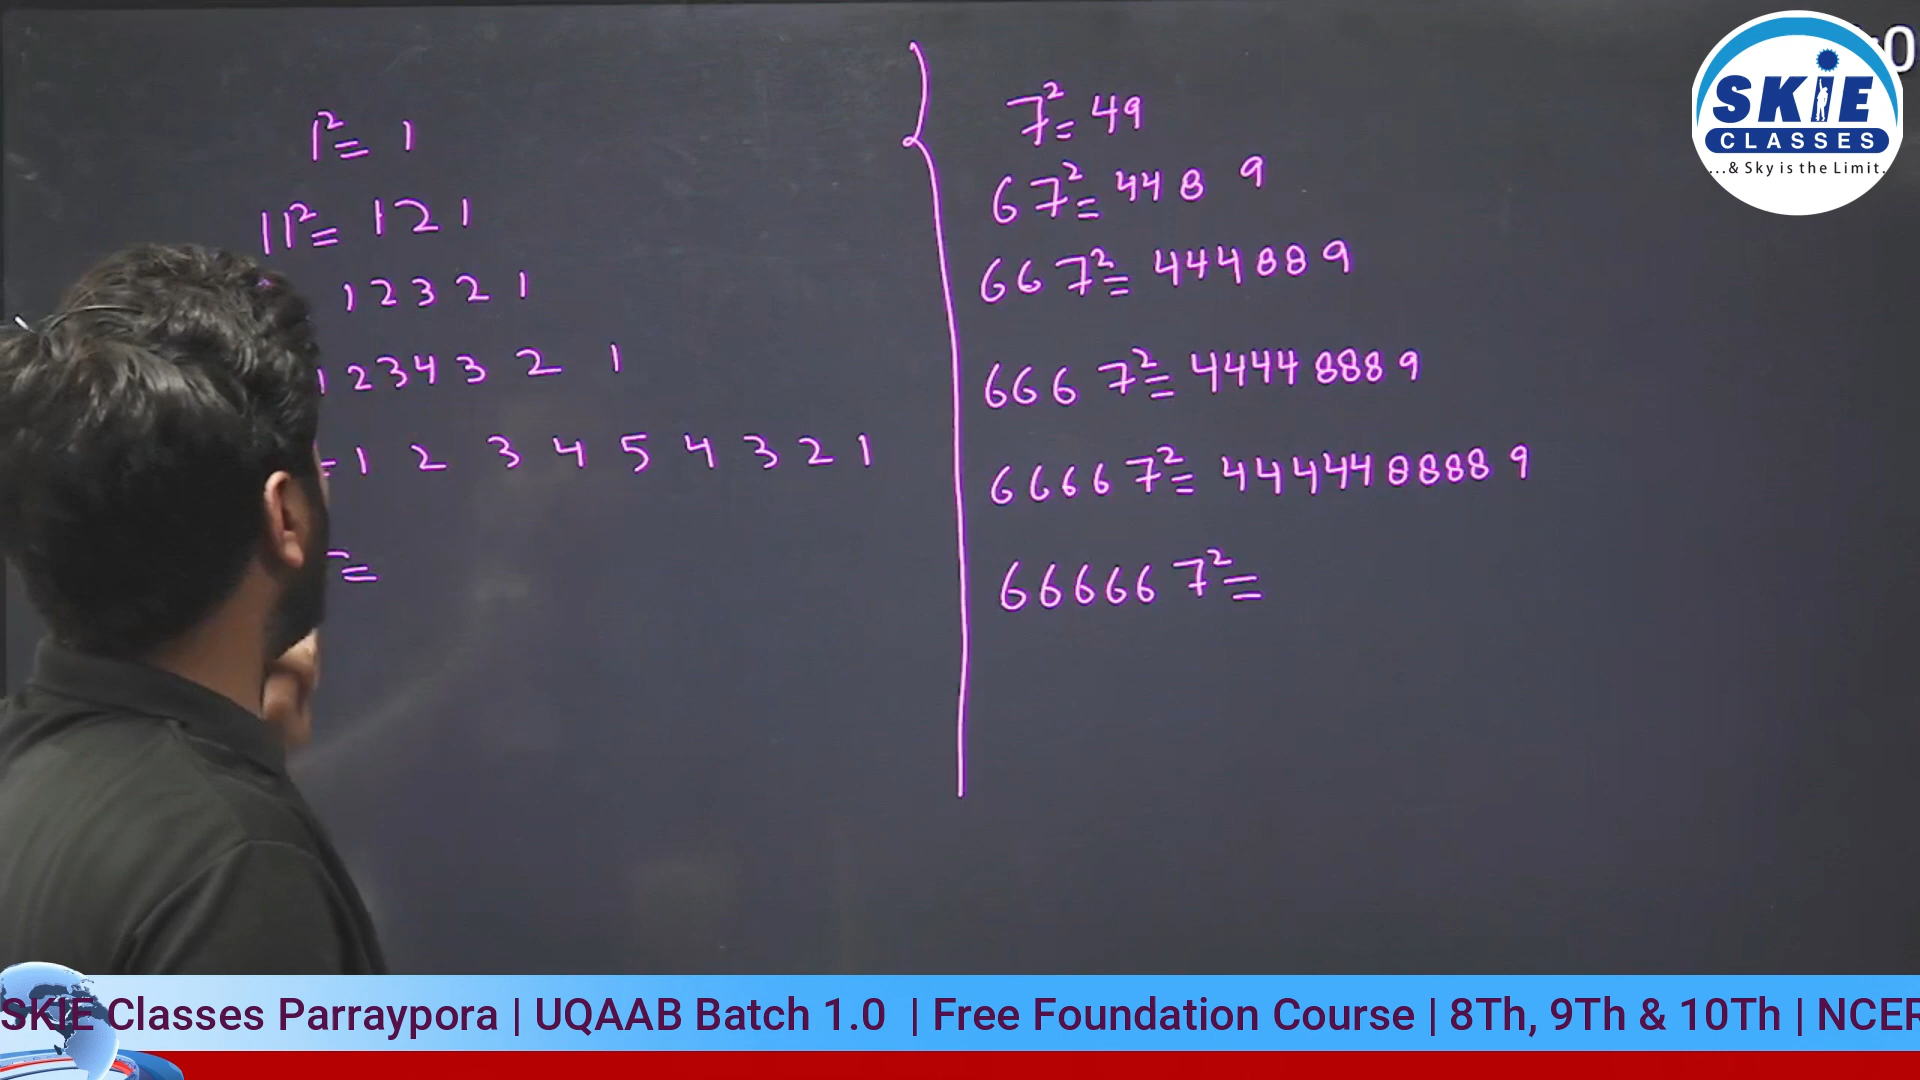 1² = 1
11² = 121
12321
1234321
= 123454321
² =
7² = 49
67² = 4489
667² = 444889
6667² = 44448889
66667² = 4444488889
666667² =
:0
SKIE
CLASSES
...& Sky is the Limit.
SKIE Classes Parraypora | UQAAB Batch 1.0 | Free Foundation Course | 8Th, 9Th & 10Th | NCER